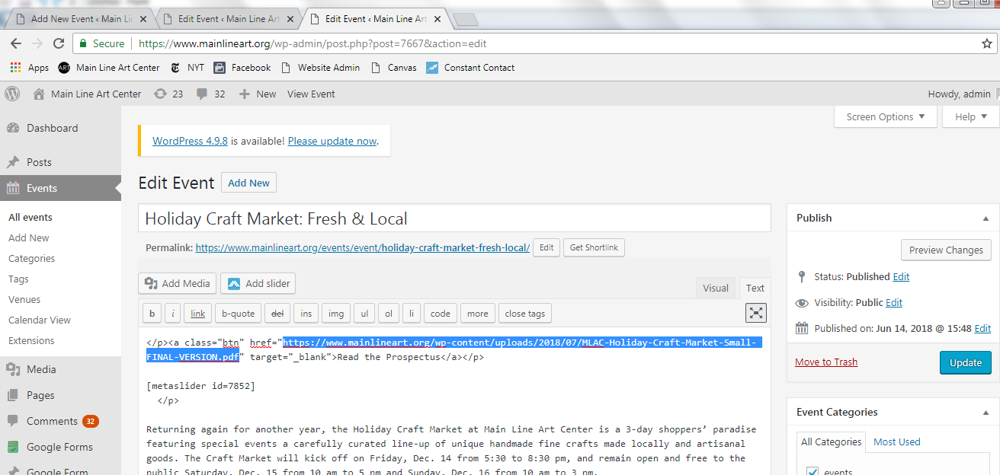 Add New Event ‹ Main Lin
Edit Event ‹ Main Line Art
Edit Event ‹ Main Line Art
Secure
https://www.mainlineart.org/wp-admin/post.php?post=7667&action=edit
Apps
ART
Main Line Art Center
NYT
Facebook
Website Admin
Canvas
Constant Contact
Main Line Art Center
23
32
New
View Event
Howdy, admin
Screen Options
Help
Dashboard
Posts
Events
All events
Add New
Categories
Tags
Venues
Calendar View
Extensions
Media
Pages
Comments 32
Google Forms
Google Form
WordPress 4.9.8 is available! Please update now.
Edit Event
Add New
Holiday Craft Market: Fresh & Local
Permalink: https://www.mainlineart.org/events/event/holiday-craft-market-fresh-local/
Edit
Get Shortlink
Add Media
Add slider
Visual
Text
b
i
link
b-quote
del
ins
img
ul
ol
li
code
more
close tags
</p><a class="btn" href="https://www.mainlineart.org/wp-content/uploads/2018/07/MLAC-Holiday-Craft-Market-Small-
FINAL-VERSION.pdf" target="_blank">Read the Prospectus</a></p>
[metaslider id=7852]
</p>
Returning again for another year, the Holiday Craft Market at Main Line Art Center is a 3-day shoppers’ paradise
featuring special events a carefully curated line-up of unique handmade fine crafts made locally and artisanal
goods. The Craft Market will kick off on Friday, Dec. 14 from 5:30 to 8:30 pm, and remain open and free to the
public Saturday, Dec. 15 from 10 am to 5 pm and Sunday, Dec. 16 from 10 am to 3 pm.
Publish
Preview Changes
Status: Published Edit
Visibility: Public Edit
Published on: Jun 14, 2018 @ 15:48 Edit
Move to Trash
Update
Event Categories
All Categories
Most Used
events